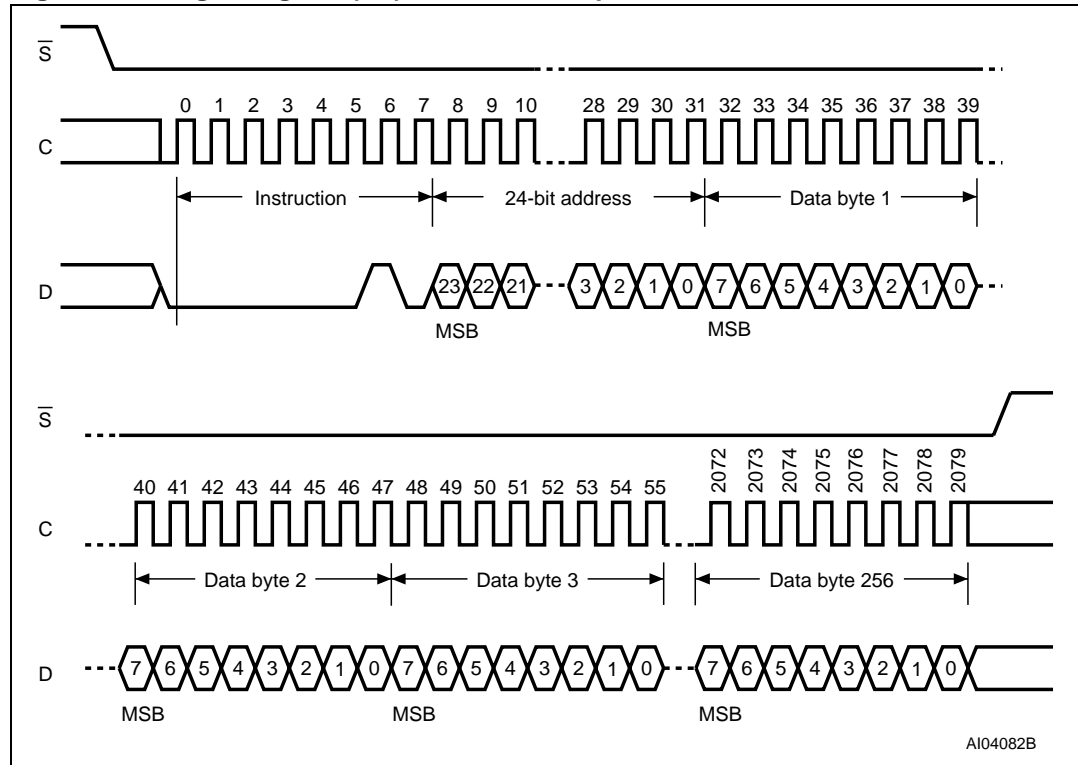 S
0 1 2 3 4 5 6 7 8 9 10 28 29 30 31 32 33 34 35 36 37 38 39
C
Instruction 24-bit address Data byte 1
D 23 22 21 3 2 1 0 7 6 5 4 3 2 1 0
MSB MSB
S
40 41 42 43 44 45 46 47 48 49 50 51 52 53 54 55 2072 2073 2074 2075 2076 2077 2078 2079
C
Data byte 2 Data byte 3 Data byte 256
D 7 6 5 4 3 2 1 0 7 6 5 4 3 2 1 0 7 6 5 4 3 2 1 0
MSB MSB MSB
AI04082B